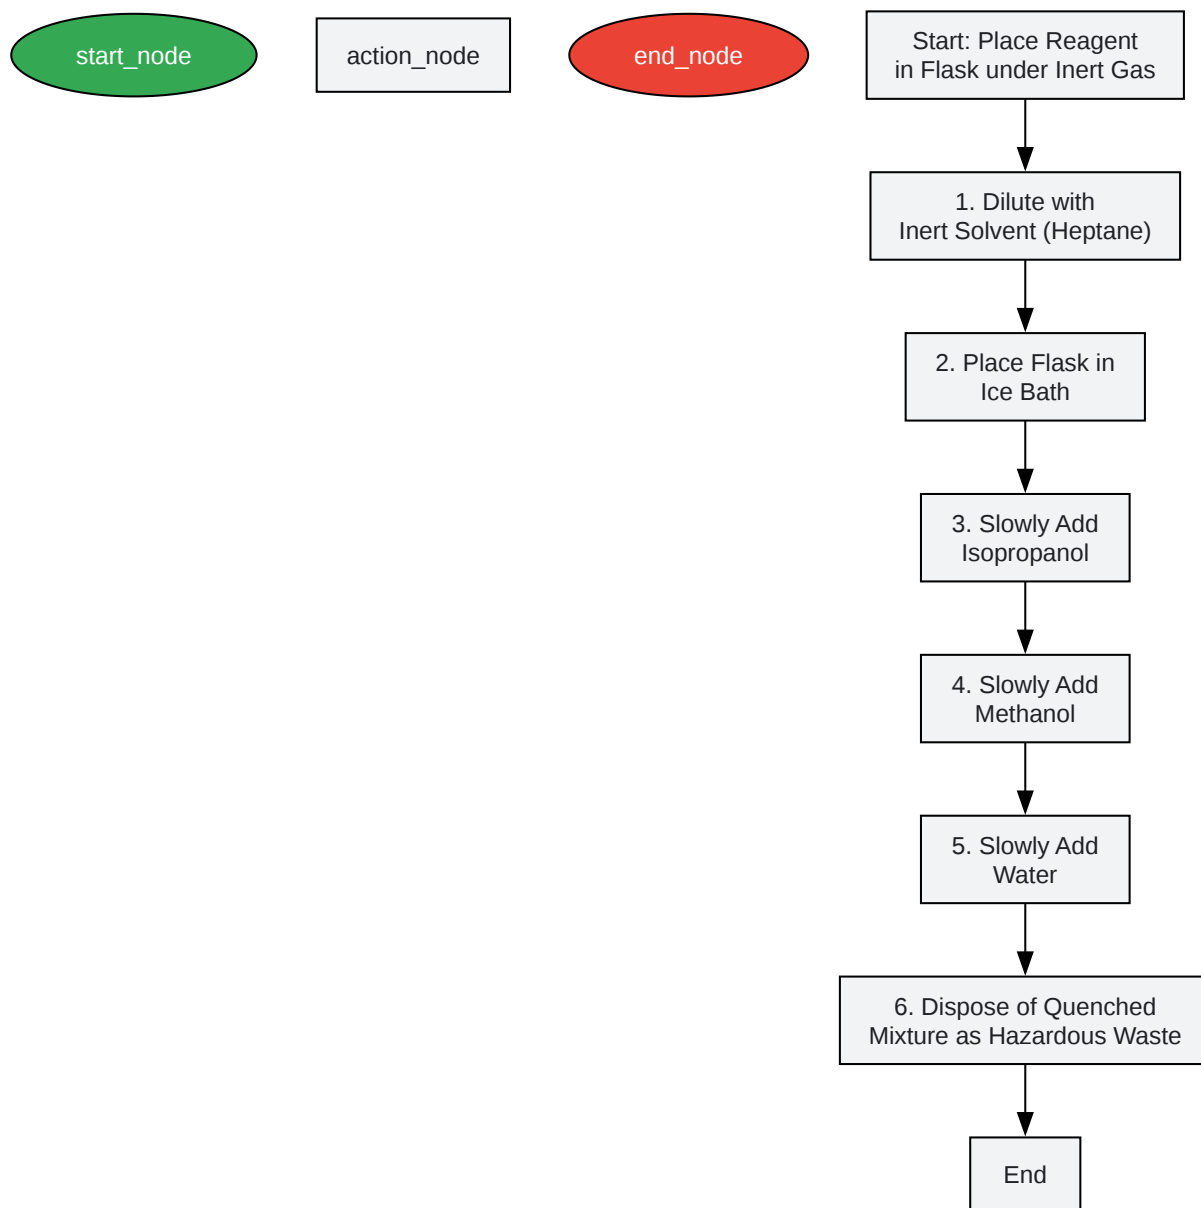 start_node
action_node
end_node
Start: Place Reagent
in Flask under Inert Gas
1. Dilute with
Inert Solvent (Heptane)
2. Place Flask in
Ice Bath
3. Slowly Add
Isopropanol
4. Slowly Add
Methanol
5. Slowly Add
Water
6. Dispose of Quenched
Mixture as Hazardous Waste
End